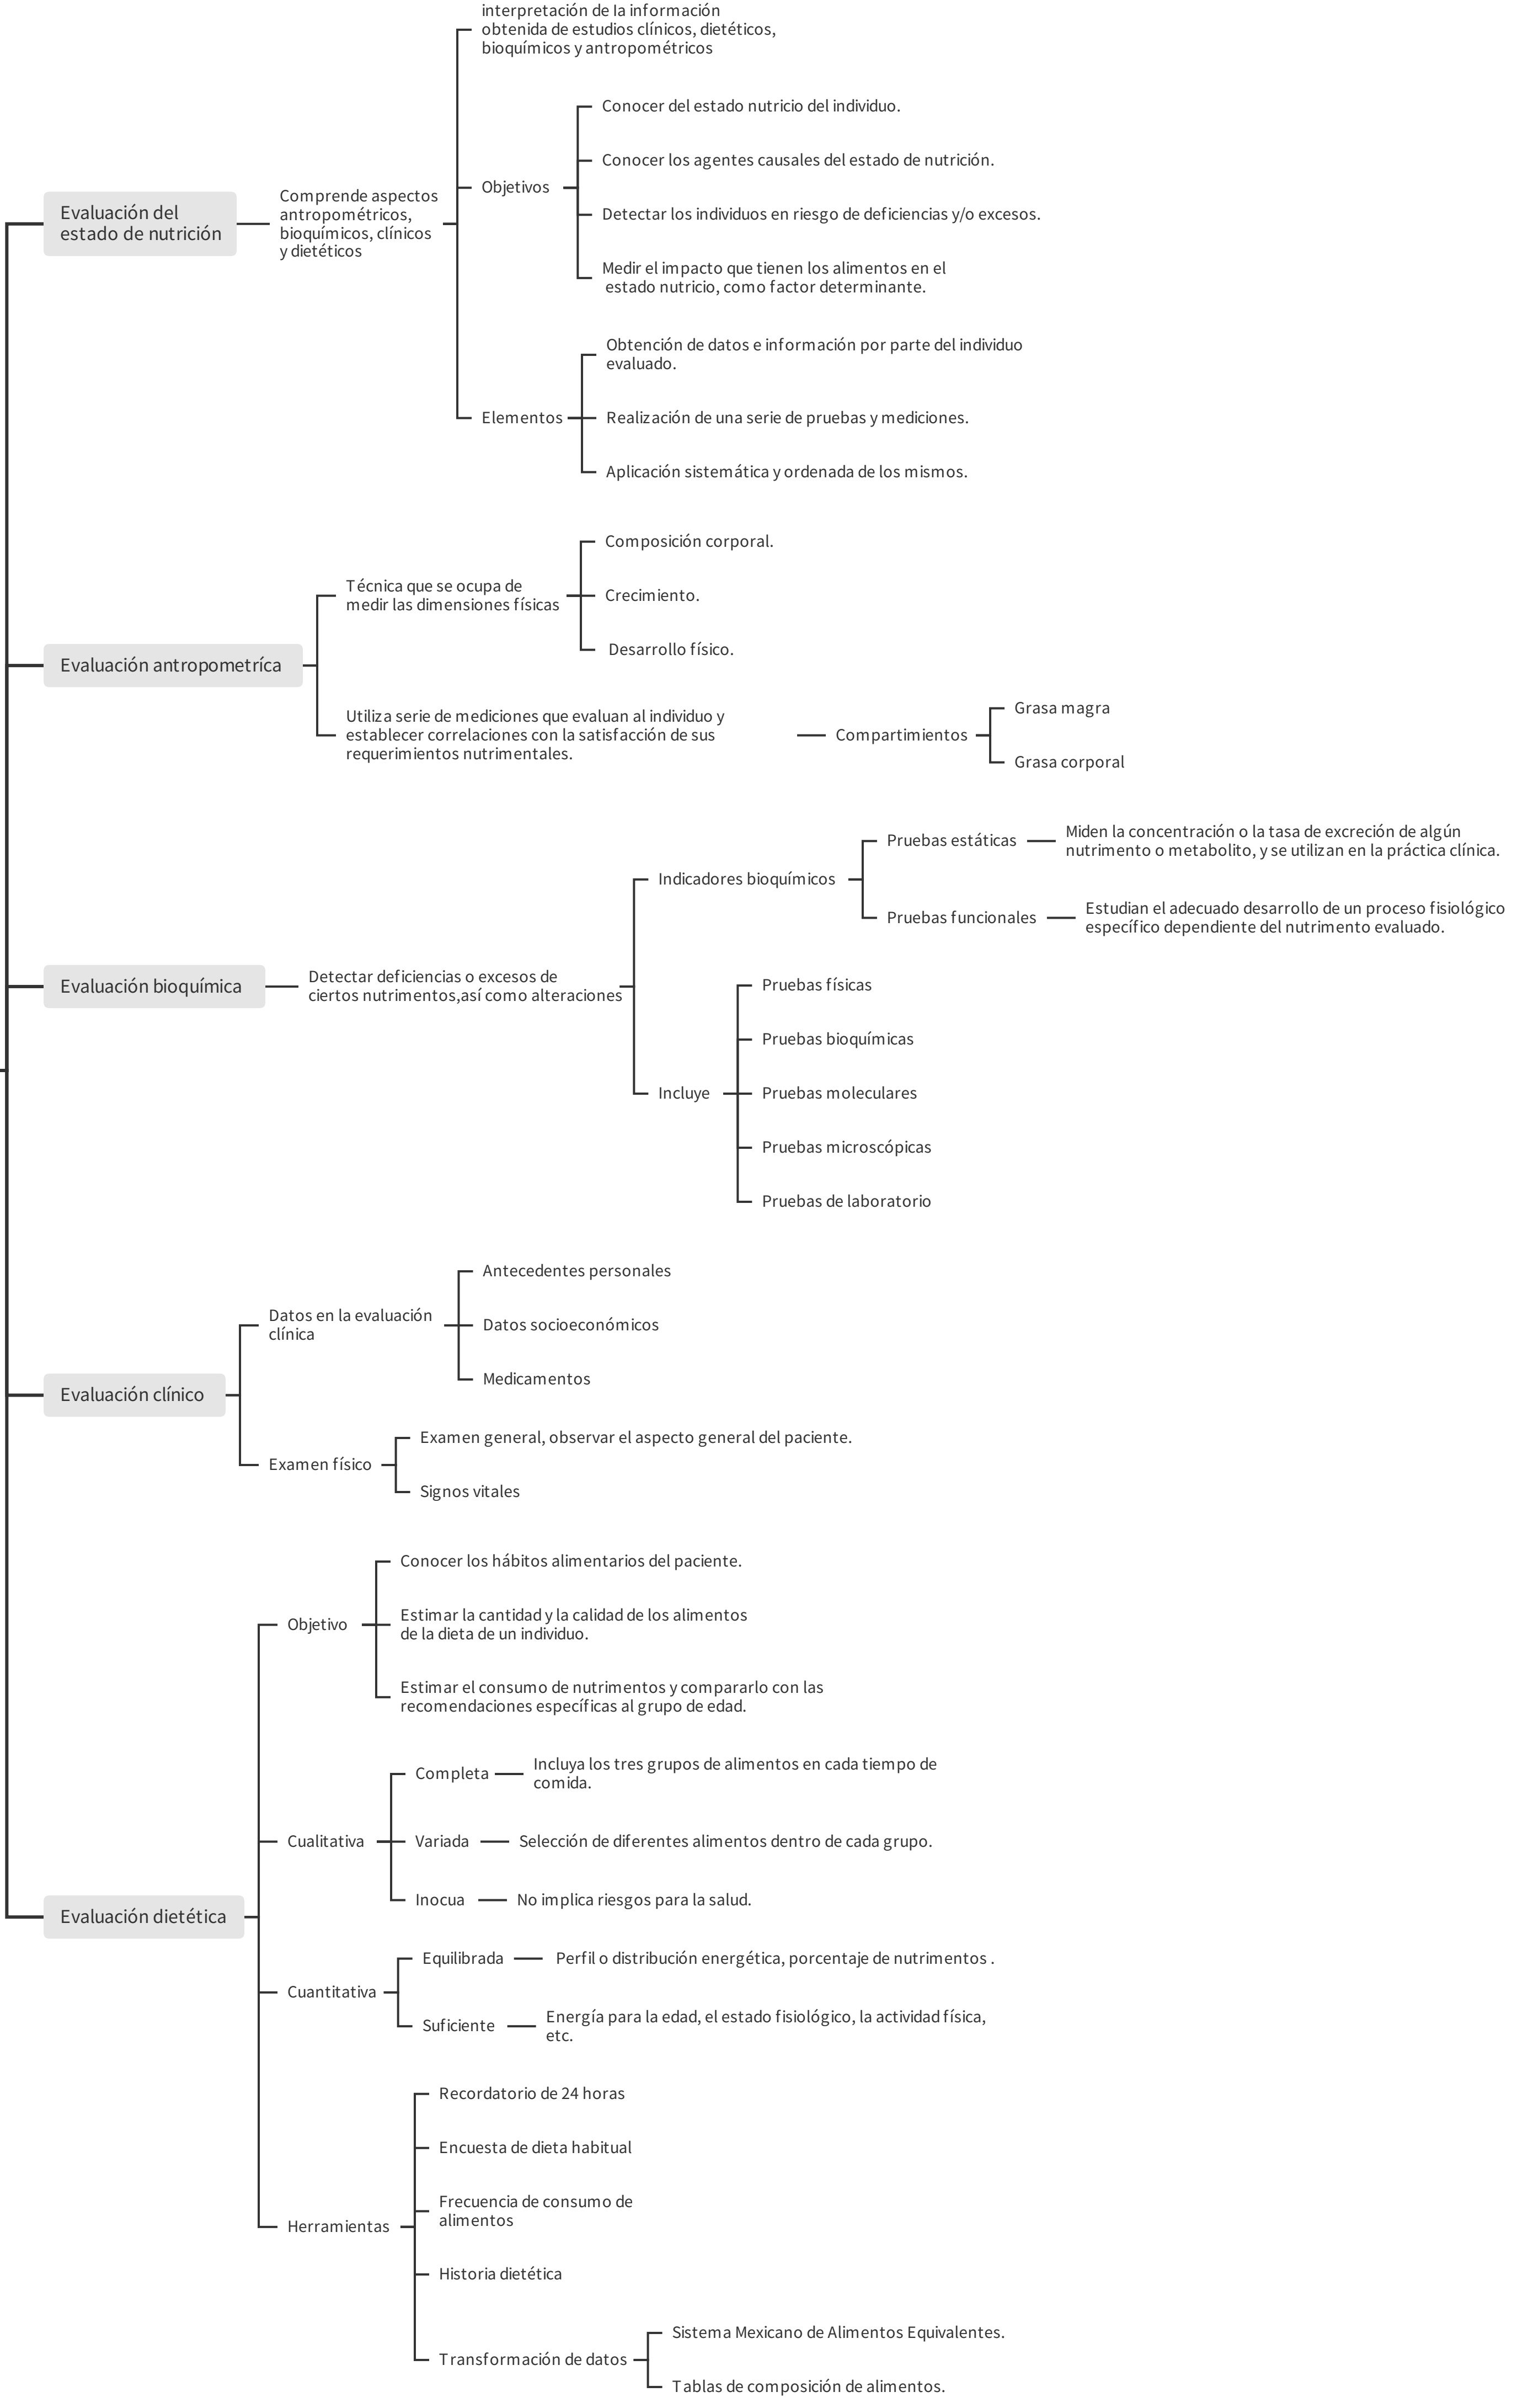 interpretación de la información
obtenida de estudios clínicos, dietéticos,
bioquímicos y antropométricos
Conocer del estado nutricio del individuo.
Conocer los agentes causales del estado de nutrición.
Objetivos
Detectar los individuos en riesgo de deficiencias y/o excesos.
Medir el impacto que tienen los alimentos en el
estado nutricio, como factor determinante.
Evaluación del
estado de nutrición
Comprende aspectos
antropométricos,
bioquímicos, clínicos
y dietéticos
Obtención de datos e información por parte del individuo
evaluado.
Elementos
Realización de una serie de pruebas y mediciones.
Aplicación sistemática y ordenada de los mismos.
Evaluación antropometríca
Técnica que se ocupa de
medir las dimensiones físicas
Composición corporal.
Crecimiento.
Desarrollo físico.
Utiliza serie de mediciones que evaluan al individuo y
establecer correlaciones con la satisfacción de sus
requerimientos nutrimentales.
Compartimientos
Grasa magra
Grasa corporal
Evaluación bioquímica
Detectar deficiencias o excesos de
ciertos nutrimentos,así como alteraciones
Indicadores bioquímicos
Pruebas estáticas
Miden la concentración o la tasa de excreción de algún
nutrimento o metabolito, y se utilizan en la práctica clínica.
Pruebas funcionales
Estudian el adecuado desarrollo de un proceso fisiológico
específico dependiente del nutrimento evaluado.
Incluye
Pruebas físicas
Pruebas bioquímicas
Pruebas moleculares
Pruebas microscópicas
Pruebas de laboratorio
Evaluación clínico
Datos en la evaluación
clínica
Antecedentes personales
Datos socioeconómicos
Medicamentos
Examen físico
Examen general, observar el aspecto general del paciente.
Signos vitales
Evaluación dietética
Objetivo
Conocer los hábitos alimentarios del paciente.
Estimar la cantidad y la calidad de los alimentos
de la dieta de un individuo.
Estimar el consumo de nutrimentos y compararlo con las
recomendaciones específicas al grupo de edad.
Cualitativa
Completa
Incluya los tres grupos de alimentos en cada tiempo de
comida.
Variada
Selección de diferentes alimentos dentro de cada grupo.
Inocua
No implica riesgos para la salud.
Cuantitativa
Equilibrada
Perfil o distribución energética, porcentaje de nutrimentos .
Suficiente
Energía para la edad, el estado fisiológico, la actividad física,
etc.
Herramientas
Recordatorio de 24 horas
Encuesta de dieta habitual
Frecuencia de consumo de
alimentos
Historia dietética
Transformación de datos
Sistema Mexicano de Alimentos Equivalentes.
Tablas de composición de alimentos.